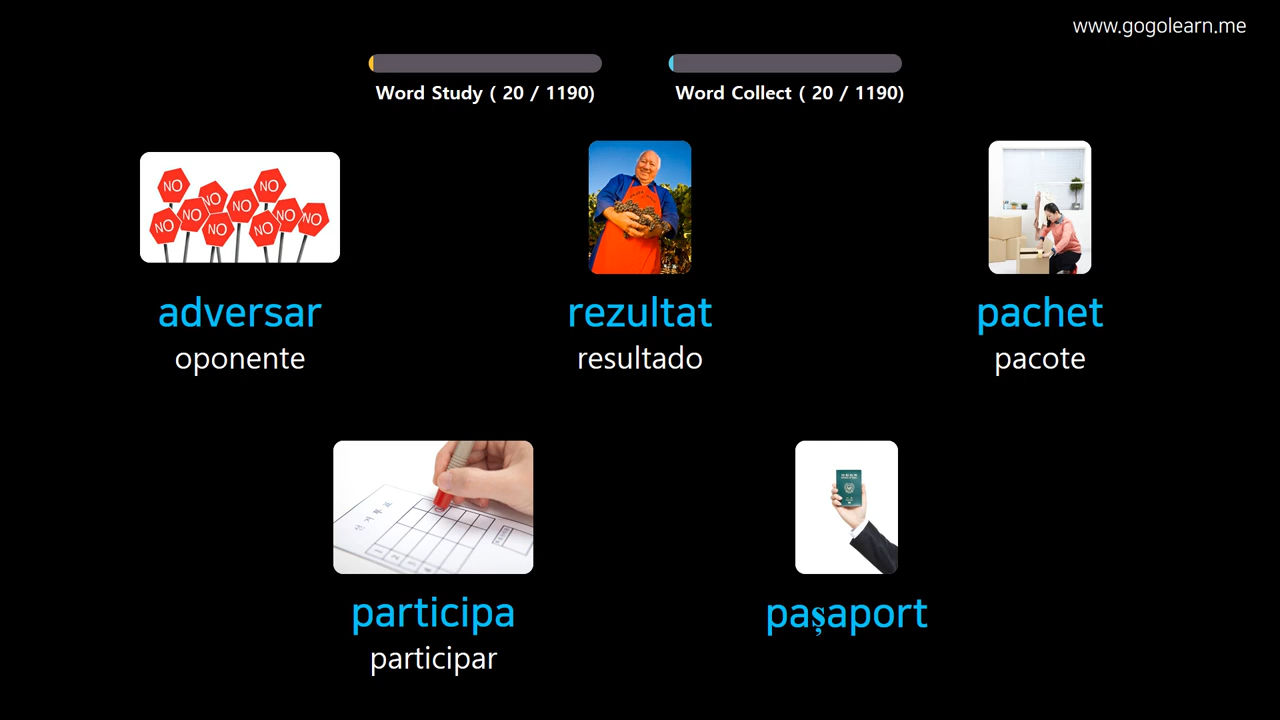 www.gogolearn.me
Word Study ( 20 / 1190)
Word Collect ( 20 / 1190)
NO NO NO NO NO NO NO NO NO NO
adversar
oponente
rezultat
resultado
pachet
pacote
participa
participar
pașaport